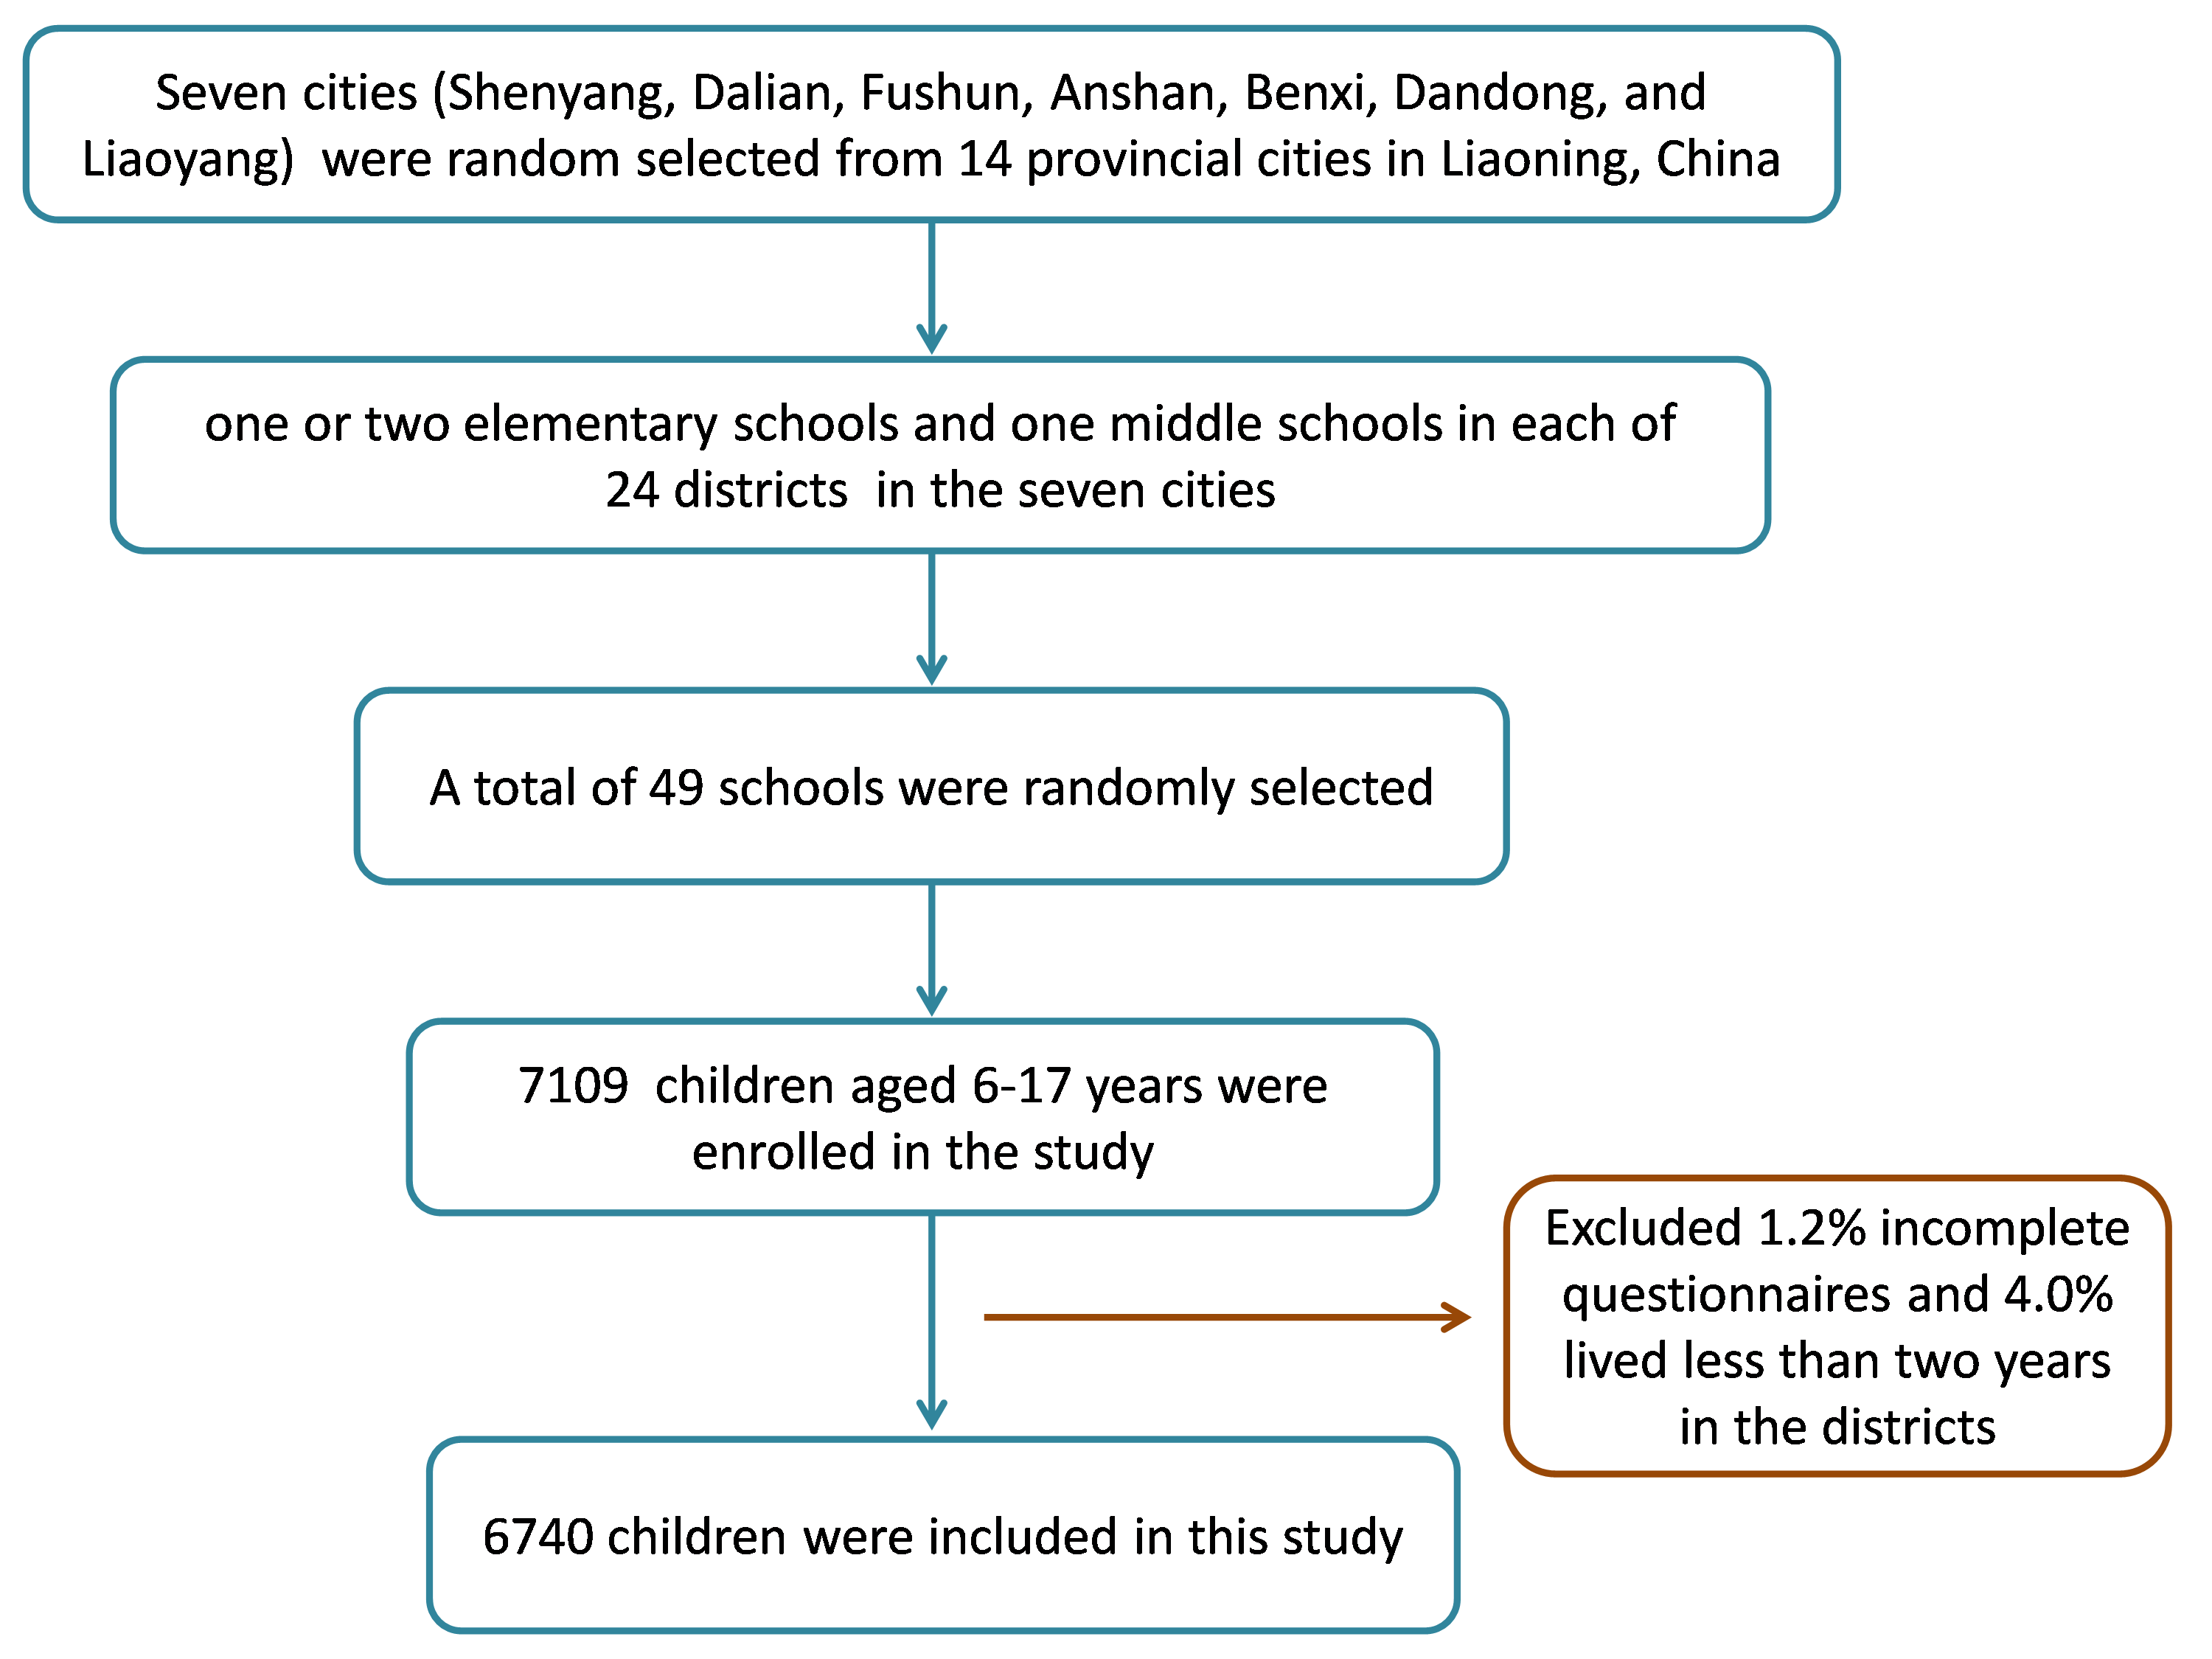 Seven cities (Shenyang, Dalian, Fushun, Anshan, Benxi, Dandong, and
Liaoyang)  were random selected from 14 provincial cities in Liaoning, China
one or two elementary schools and one middle schools in each of
24 districts  in the seven cities
A total of 49 schools were randomly selected
7109  children aged 6-17 years were
enrolled in the study
Excluded 1.2% incomplete
questionnaires and 4.0%
lived less than two years
in the districts
6740 children were included in this study